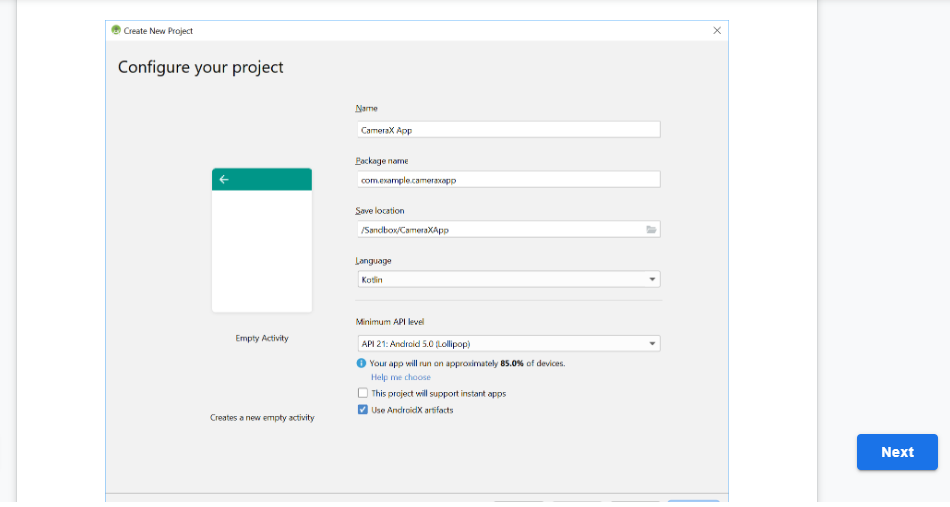 Create New Project
Configure your project
Name
CameraX App
Package name
com.example.cameraxapp
Save location
/Sandbox/CameraXApp
Language
Kotlin
Empty Activity
Minimum API level
API 21: Android 5.0 (Lollipop)
Your app will run on approximately 85.0% of devices.
Help me choose
This project will support instant apps
Use AndroidX artifacts
Creates a new empty activity
Next